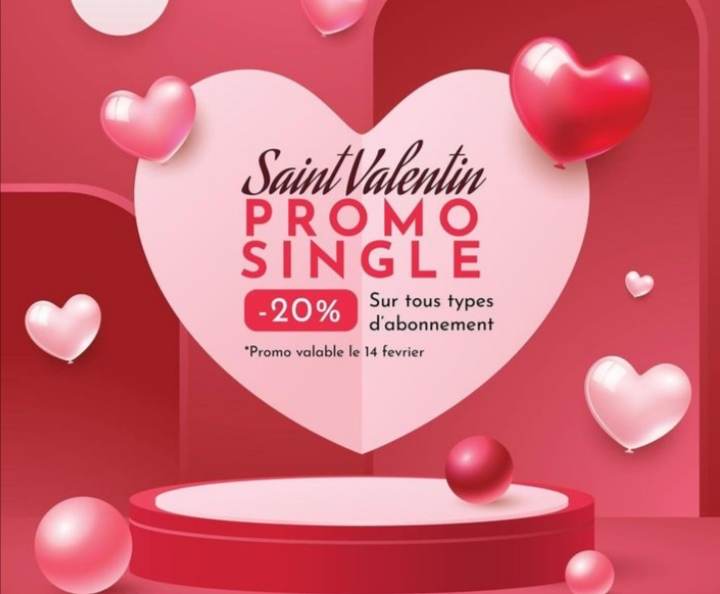 Saint Valentin
PROMO
SINGLE
-20% Sur tous types
d'abonnement
*Promo valable le 14 fevrier